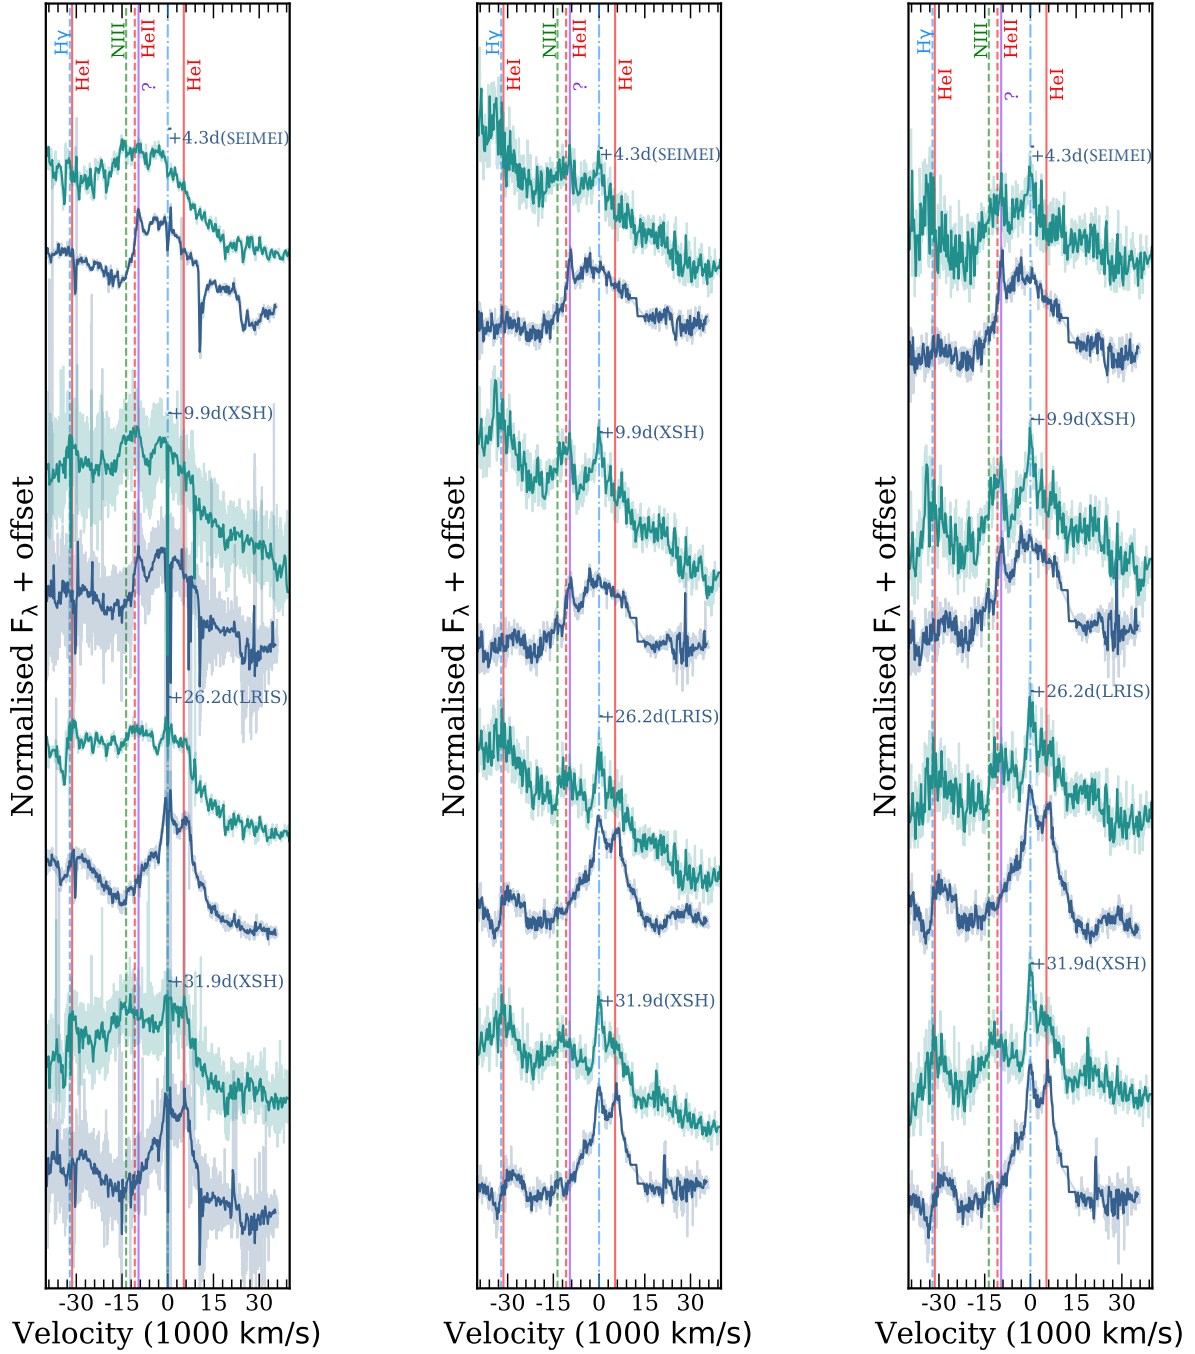 Hγ
HeI
NIII
HeII
?
HeI
+4.3d(SEIMEI)
+9.9d(XSH)
+26.2d(LRIS)
+31.9d(XSH)
Normalised Fλ + offset
-30 -15 0 15 30
Velocity (1000 km/s)
Hγ
HeI
NIII
HeII
?
HeI
+4.3d(SEIMEI)
+9.9d(XSH)
+26.2d(LRIS)
+31.9d(XSH)
Normalised Fλ + offset
-30 -15 0 15 30
Velocity (1000 km/s)
Hγ
HeI
NIII
HeII
?
HeI
+4.3d(SEIMEI)
+9.9d(XSH)
+26.2d(LRIS)
+31.9d(XSH)
Normalised Fλ + offset
-30 -15 0 15 30
Velocity (1000 km/s)